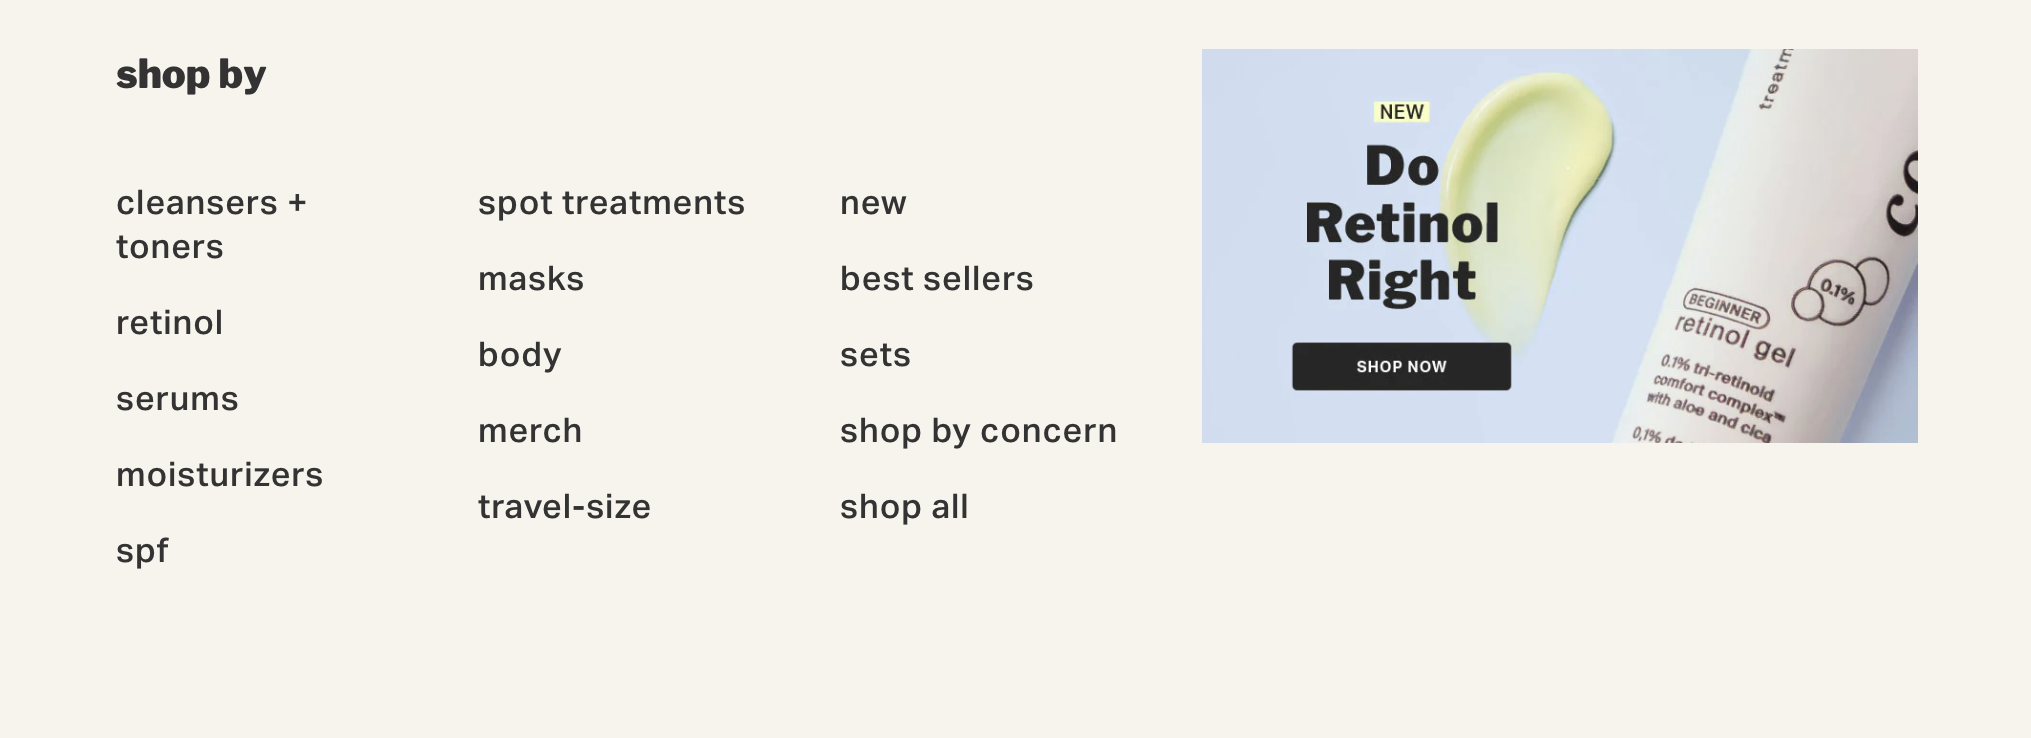 shop by
cleansers +
toners
retinol
serums
moisturizers
spf
spot treatments
masks
body
merch
travel-size
new
best sellers
sets
shop by concern
shop all
NEW
Do
Retinol
Right
SHOP NOW
treatm
co
0.1%
BEGINNER
retinol gel
0.1% tri-retinoid
comfort complex™
with aloe and cica
0,1% de